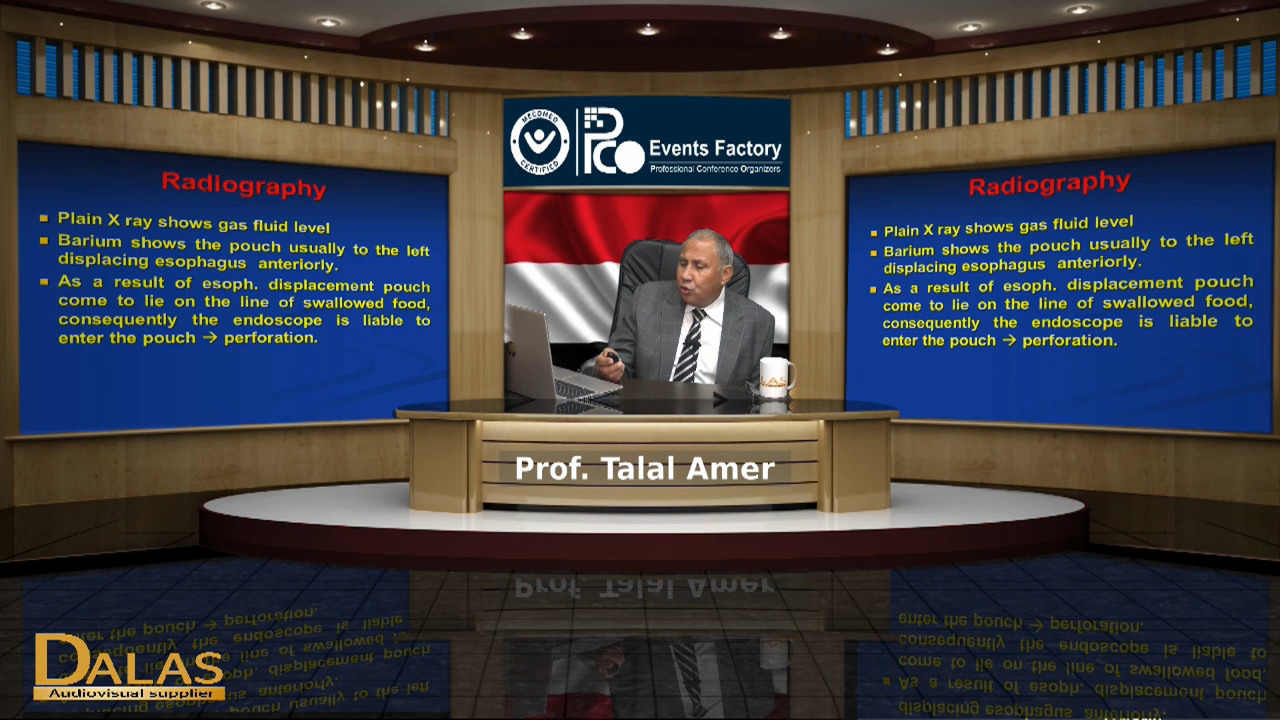 MECOMED
CERTIFIED
PCO
Events Factory
Professional Conference Organizers
Radiography
Plain X ray shows gas fluid level
Barium shows the pouch usually to the left
displacing esophagus anteriorly.
As a result of esoph. displacement pouch
come to lie on the line of swallowed food,
consequently the endoscope is liable to
enter the pouch → perforation.
Radiography
Plain X ray shows gas fluid level
Barium shows the pouch usually to the left
displacing esophagus anteriorly.
As a result of esoph. displacement pouch
come to lie on the line of swallowed food,
consequently the endoscope is liable to
enter the pouch → perforation.
Prof. Talal Amer
DALAS
Audiovisual supplier